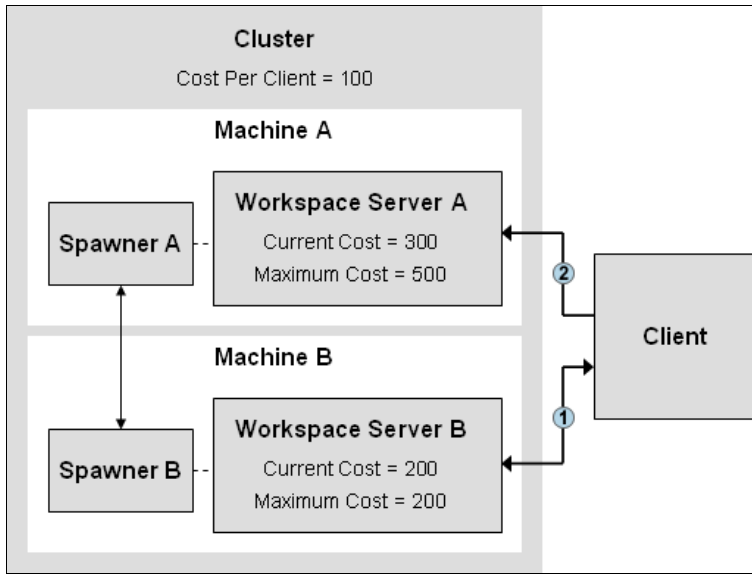 Cluster
Cost Per Client = 100
Machine A
Workspace Server A
Current Cost = 300
Maximum Cost = 500
Spawner A
2
Client
Machine B
1
Workspace Server B
Current Cost = 200
Maximum Cost = 200
Spawner B